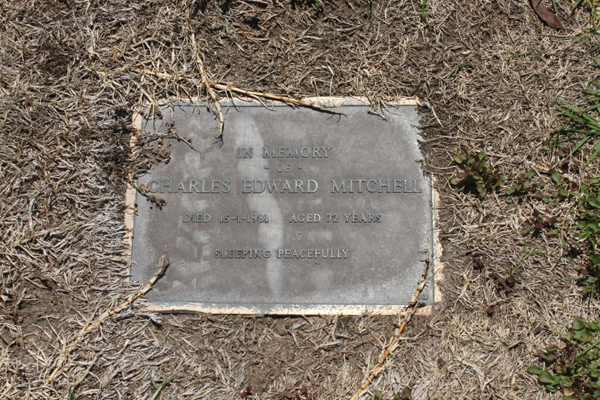 IN MEMORY
- OF -
CHARLES EDWARD MITCHELL
DIED 15-1-1981 AGED 72 YEARS
SLEEPING PEACEFULLY